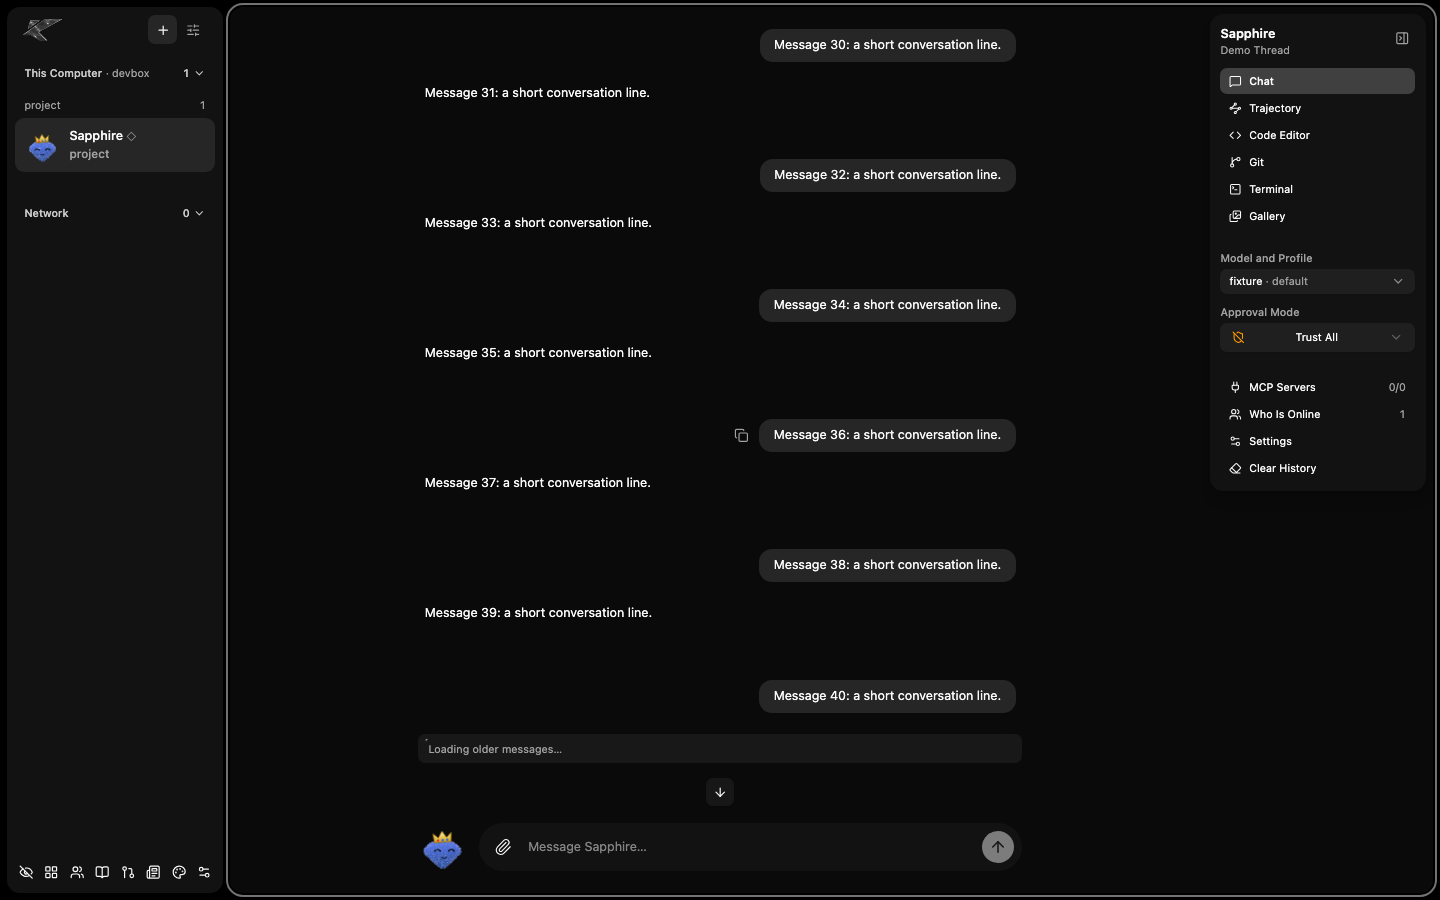 This Computer · devbox 1
project 1
Sapphire
project
Network 0
Message 30: a short conversation line.
Message 31: a short conversation line.
Message 32: a short conversation line.
Message 33: a short conversation line.
Message 34: a short conversation line.
Message 35: a short conversation line.
Message 36: a short conversation line.
Message 37: a short conversation line.
Message 38: a short conversation line.
Message 39: a short conversation line.
Message 40: a short conversation line.
Loading older messages...
Message Sapphire...
Sapphire
Demo Thread
Chat
Trajectory
Code Editor
Git
Terminal
Gallery
Model and Profile
fixture · default
Approval Mode
Trust All
MCP Servers 0/0
Who Is Online 1
Settings
Clear History